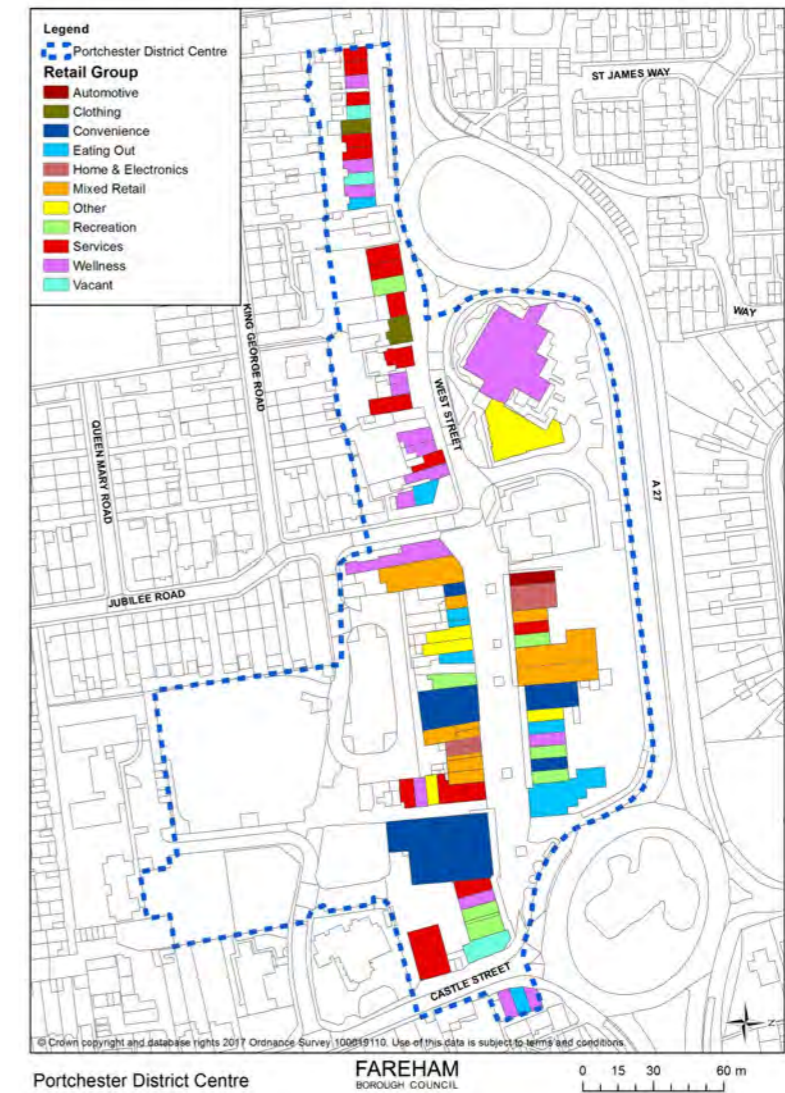 Legend
Portchester District Centre
Retail Group
Automotive
Clothing
Convenience
Eating Out
Home & Electronics
Mixed Retail
Other
Recreation
Services
Wellness
Vacant
ST JAMES WAY
WAY
KING GEORGE ROAD
WEST STREET
QUEEN MARY ROAD
A 27
JUBILEE ROAD
CASTLE STREET
Z
© Crown copyright and database rights 2017 Ordnance Survey 100019110. Use of this data is subject to terms and conditions
Portchester District Centre
FAREHAM
BOROUGH COUNCIL
0 15 30 60 m